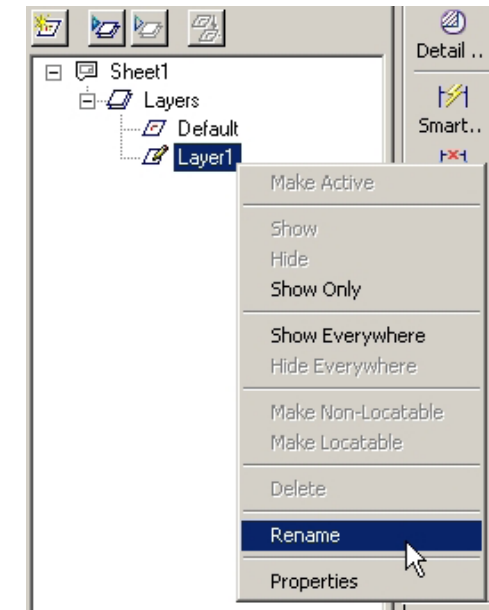 Detail ..
Smart..
Sheet1
Layers
Default
Layer1
Make Active
Show
Hide
Show Only
Show Everywhere
Hide Everywhere
Make Non-Locatable
Make Locatable
Delete
Rename
Properties